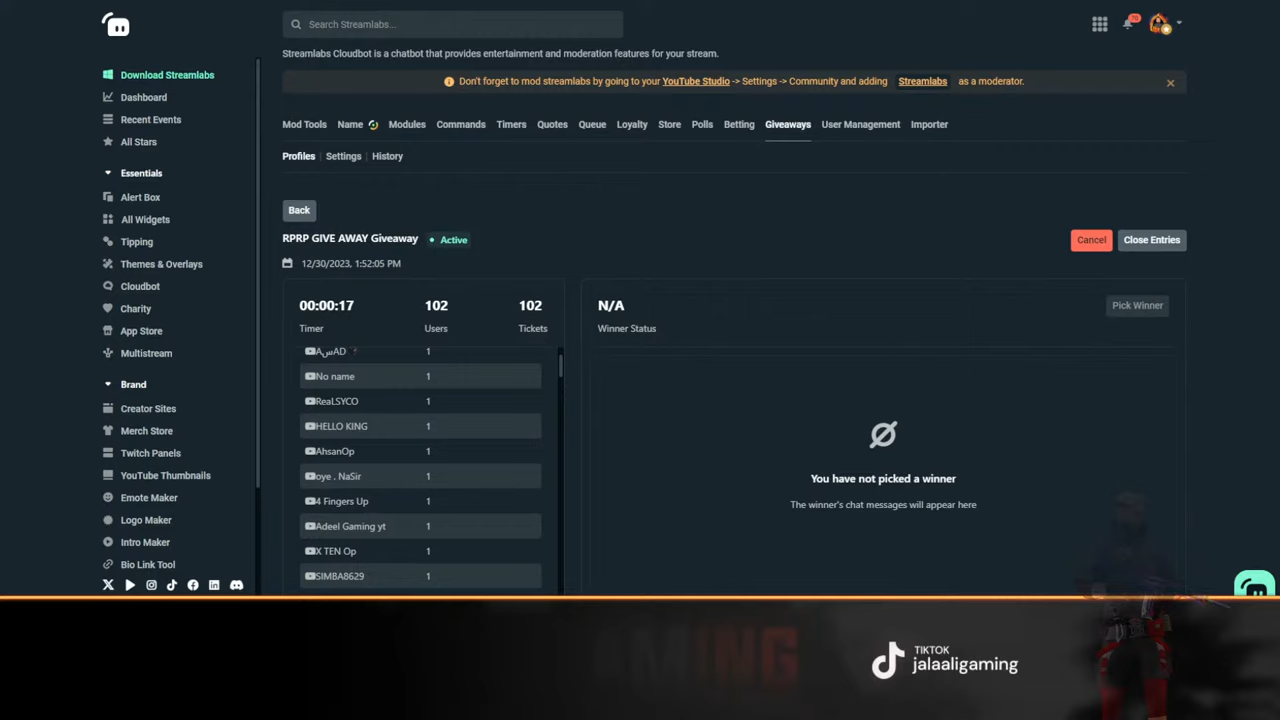 Search Streamlabs...
70
Streamlabs Cloudbot is a chatbot that provides entertainment and moderation features for your stream.
Don't forget to mod streamlabs by going to your YouTube Studio -> Settings -> Community and adding Streamlabs as a moderator.
Download Streamlabs
Dashboard
Recent Events
All Stars
Essentials
Alert Box
All Widgets
Tipping
Themes & Overlays
Cloudbot
Charity
App Store
Multistream
Brand
Creator Sites
Merch Store
Twitch Panels
YouTube Thumbnails
Emote Maker
Logo Maker
Intro Maker
Bio Link Tool
Mod Tools Name Modules Commands Timers Quotes Queue Loyalty Store Polls Betting Giveaways User Management Importer
Profiles Settings History
Back
RPRP GIVE AWAY Giveaway Active
Cancel Close Entries
12/30/2023, 1:52:05 PM
00:00:17 102 102
Timer Users Tickets
AسAD 1
No name 1
ReaLSYCO 1
HELLO KING 1
AhsanOp 1
oye . NaSir 1
4 Fingers Up 1
Adeel Gaming yt 1
X TEN Op 1
SIMBA8629 1
N/A
Winner Status
Pick Winner
You have not picked a winner
The winner's chat messages will appear here
TIKTOK
jalaaligaming